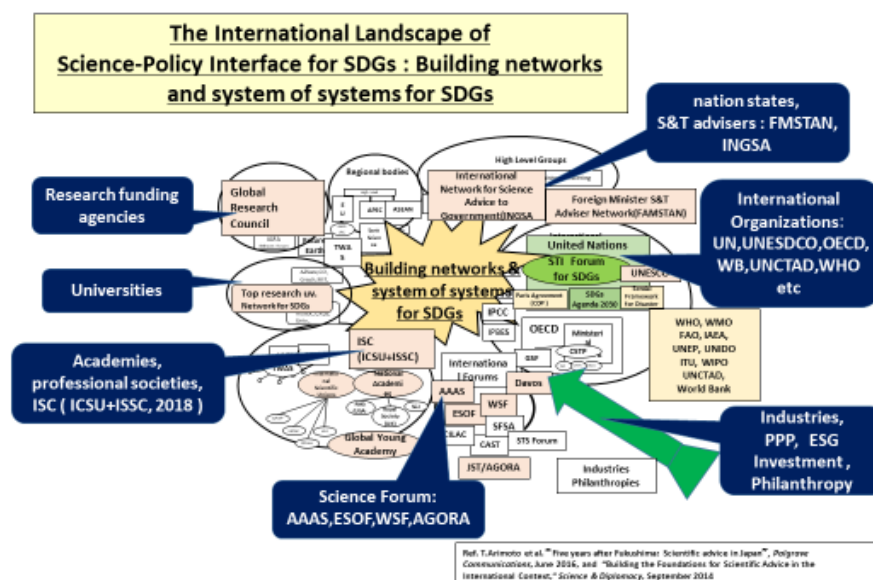 The International Landscape of
Science-Policy Interface for SDGs : Building networks
and system of systems for SDGs
nation states,
S&T advisers : FMSTAN,
INGSA
High Level Groups
Regional bodies
Research funding
agencies
Global
Research
Council
International
Network for Science
Advice to
Government(INGSA
Foreign Minister S&T
Adviser Network(FAMSTAN)
APEC
ASEAN
TWA
S
International
Organizations:
UN,UNESDCO,OECD,
WB,UNCTAD,WHO
etc
United Nations
STI Forum
for SDGs
UNESCO
Paris Agreement
(COP )
SDGs
Agenda 2030
Framework
for Disaster
Building networks &
system of systems
for SDGs
Universities
Top research uv.
Network for SDGs
IPCC
IPBES
OECD
Ministerial
CSTP
GSF
WHO, WMO
FAO, IAEA,
UNEP, UNIDO
ITU, WIPO
UNCTAD,
World Bank
Academies,
professional societies,
ISC ( ICSU+ISSC, 2018 )
ISC
(ICSU+ISSC)
National
Academi
es
Global Young
Academy
Internationa
l Forums
Davos
AAAS
WSF
ESOF
SFSA
CILAC
CAST
STS Forum
JST/AGORA
Industries
Philanthropies
Industries,
PPP, ESG
Investment ,
Philanthropy
Science Forum:
AAAS,ESOF,WSF,AGORA
Ref. T.Arimoto et al. "Five years after Fukushima: Scientific advice in Japan", Palgrave
Communications, June 2016, and "Building the Foundations for Scientific Advice in the
International Context," Science & Diplomacy, September 2014